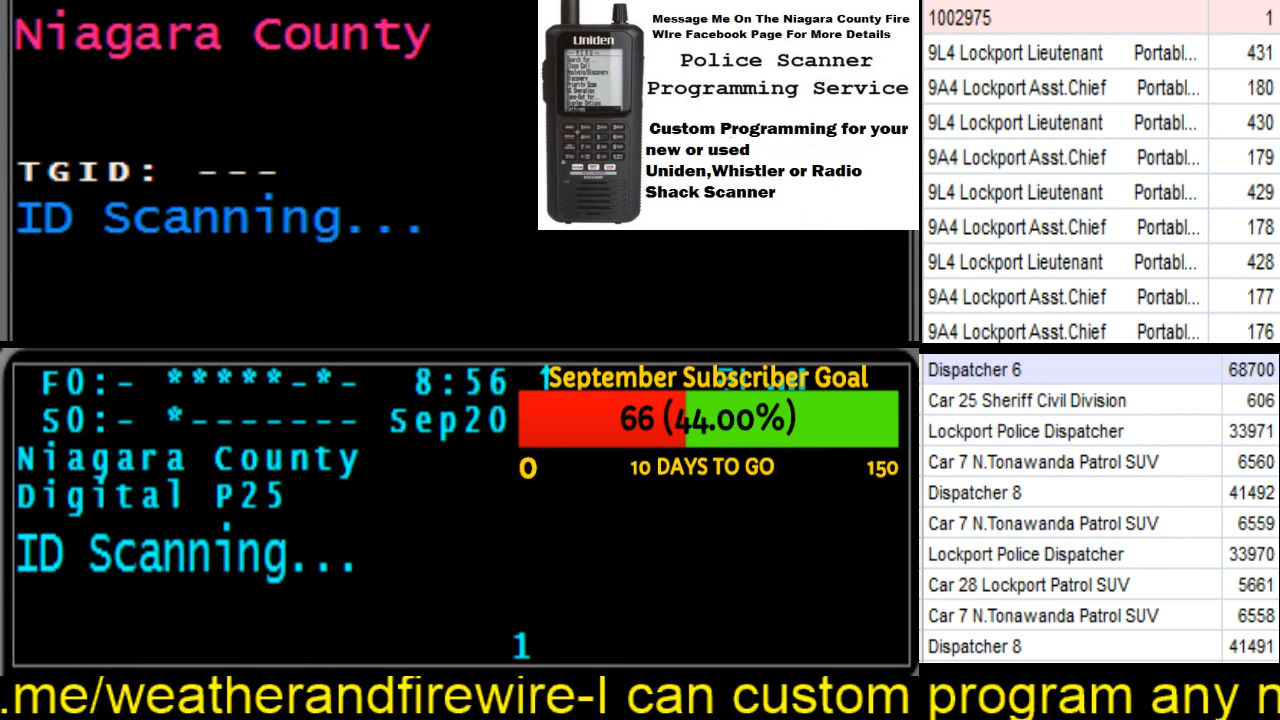 Niagara County
TGID: ---
ID Scanning...
Uniden
Message Me On The Niagara County Fire
WIre Facebook Page For More Details
Police Scanner
Programming Service
Custom Programming for your
new or used
Uniden,Whistler or Radio
Shack Scanner
1002975 1
9L4 Lockport Lieutenant Portabl... 431
9A4 Lockport Asst.Chief Portabl... 180
9L4 Lockport Lieutenant Portabl... 430
9A4 Lockport Asst.Chief Portabl... 179
9L4 Lockport Lieutenant Portabl... 429
9A4 Lockport Asst.Chief Portabl... 178
9L4 Lockport Lieutenant Portabl... 428
9A4 Lockport Asst.Chief Portabl... 177
9A4 Lockport Asst.Chief Portabl... 176
F0:- *****-*- 8:56
S0:- *------- Sep20
Niagara County
Digital P25
ID Scanning...
1
September Subscriber Goal
66 (44.00%)
0 10 DAYS TO GO 150
Dispatcher 6 68700
Car 25 Sheriff Civil Division 606
Lockport Police Dispatcher 33971
Car 7 N.Tonawanda Patrol SUV 6560
Dispatcher 8 41492
Car 7 N.Tonawanda Patrol SUV 6559
Lockport Police Dispatcher 33970
Car 28 Lockport Patrol SUV 5661
Car 7 N.Tonawanda Patrol SUV 6558
Dispatcher 8 41491
.me/weatherandfirewire-I can custom program any